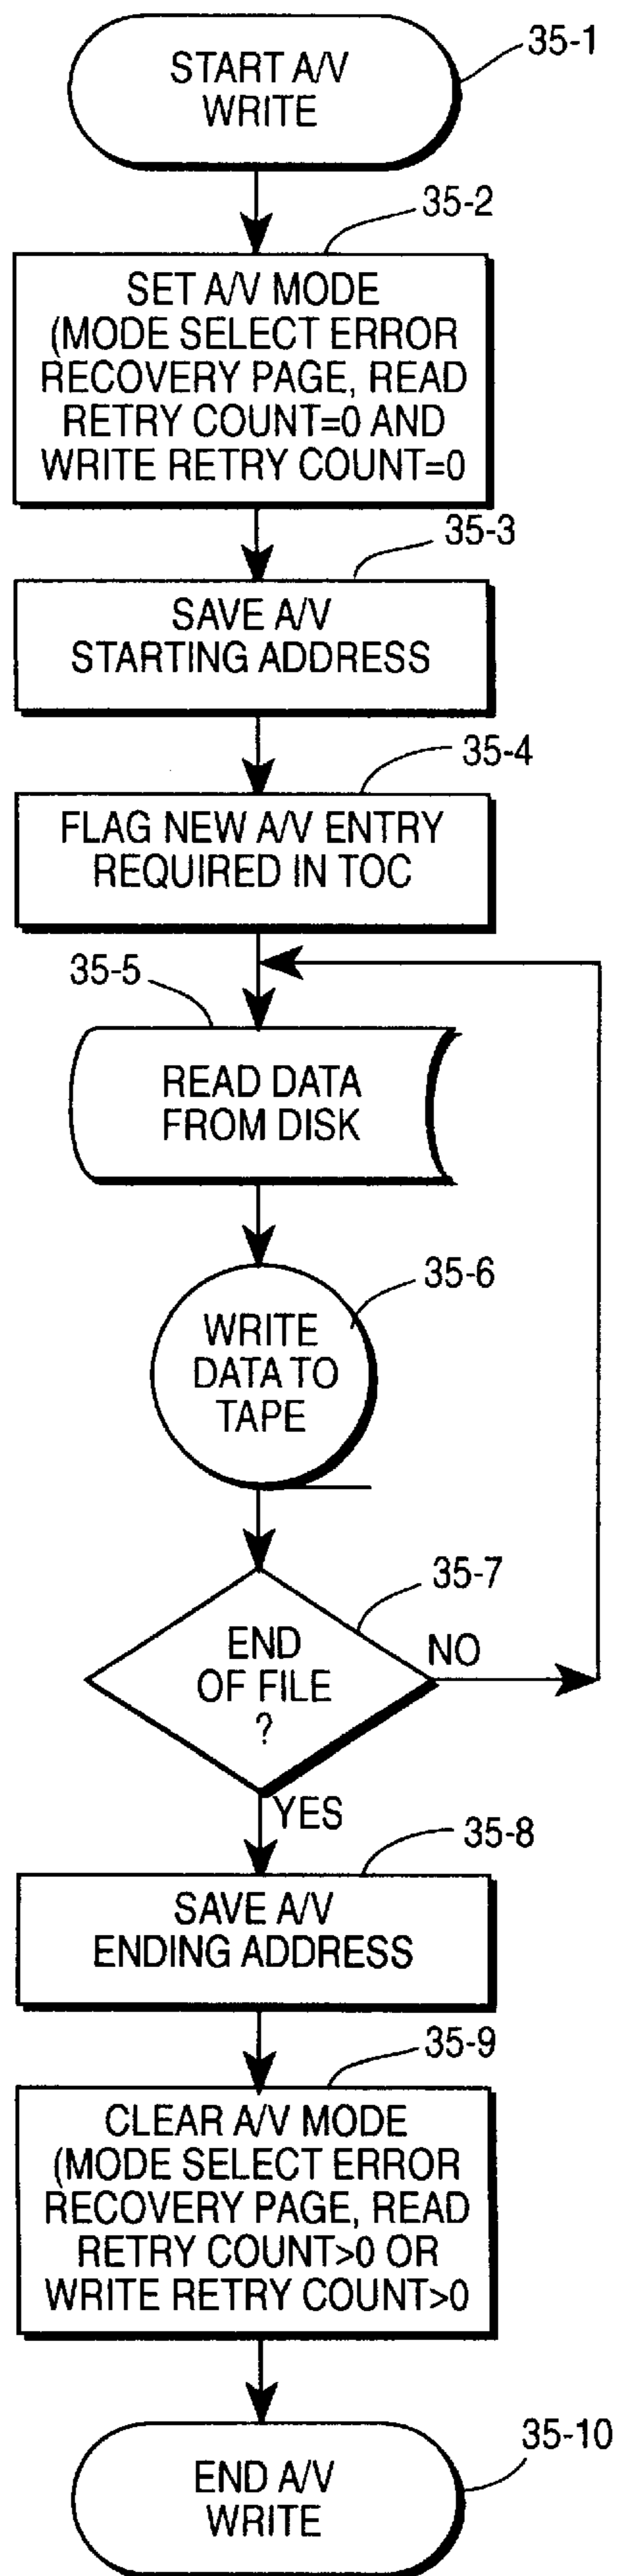 START A/V
WRITE
35-1
35-2
SET A/V MODE
(MODE SELECT ERROR
RECOVERY PAGE, READ
RETRY COUNT=0 AND
WRITE RETRY COUNT=0
35-3
SAVE A/V
STARTING ADDRESS
35-4
FLAG NEW A/V ENTRY
REQUIRED IN TOC
35-5
READ DATA
FROM DISK
35-6
WRITE
DATA TO
TAPE
35-7
END
OF FILE
?
NO
YES
35-8
SAVE A/V
ENDING ADDRESS
35-9
CLEAR A/V MODE
(MODE SELECT ERROR
RECOVERY PAGE, READ
RETRY COUNT>0 OR
WRITE RETRY COUNT>0
35-10
END A/V
WRITE